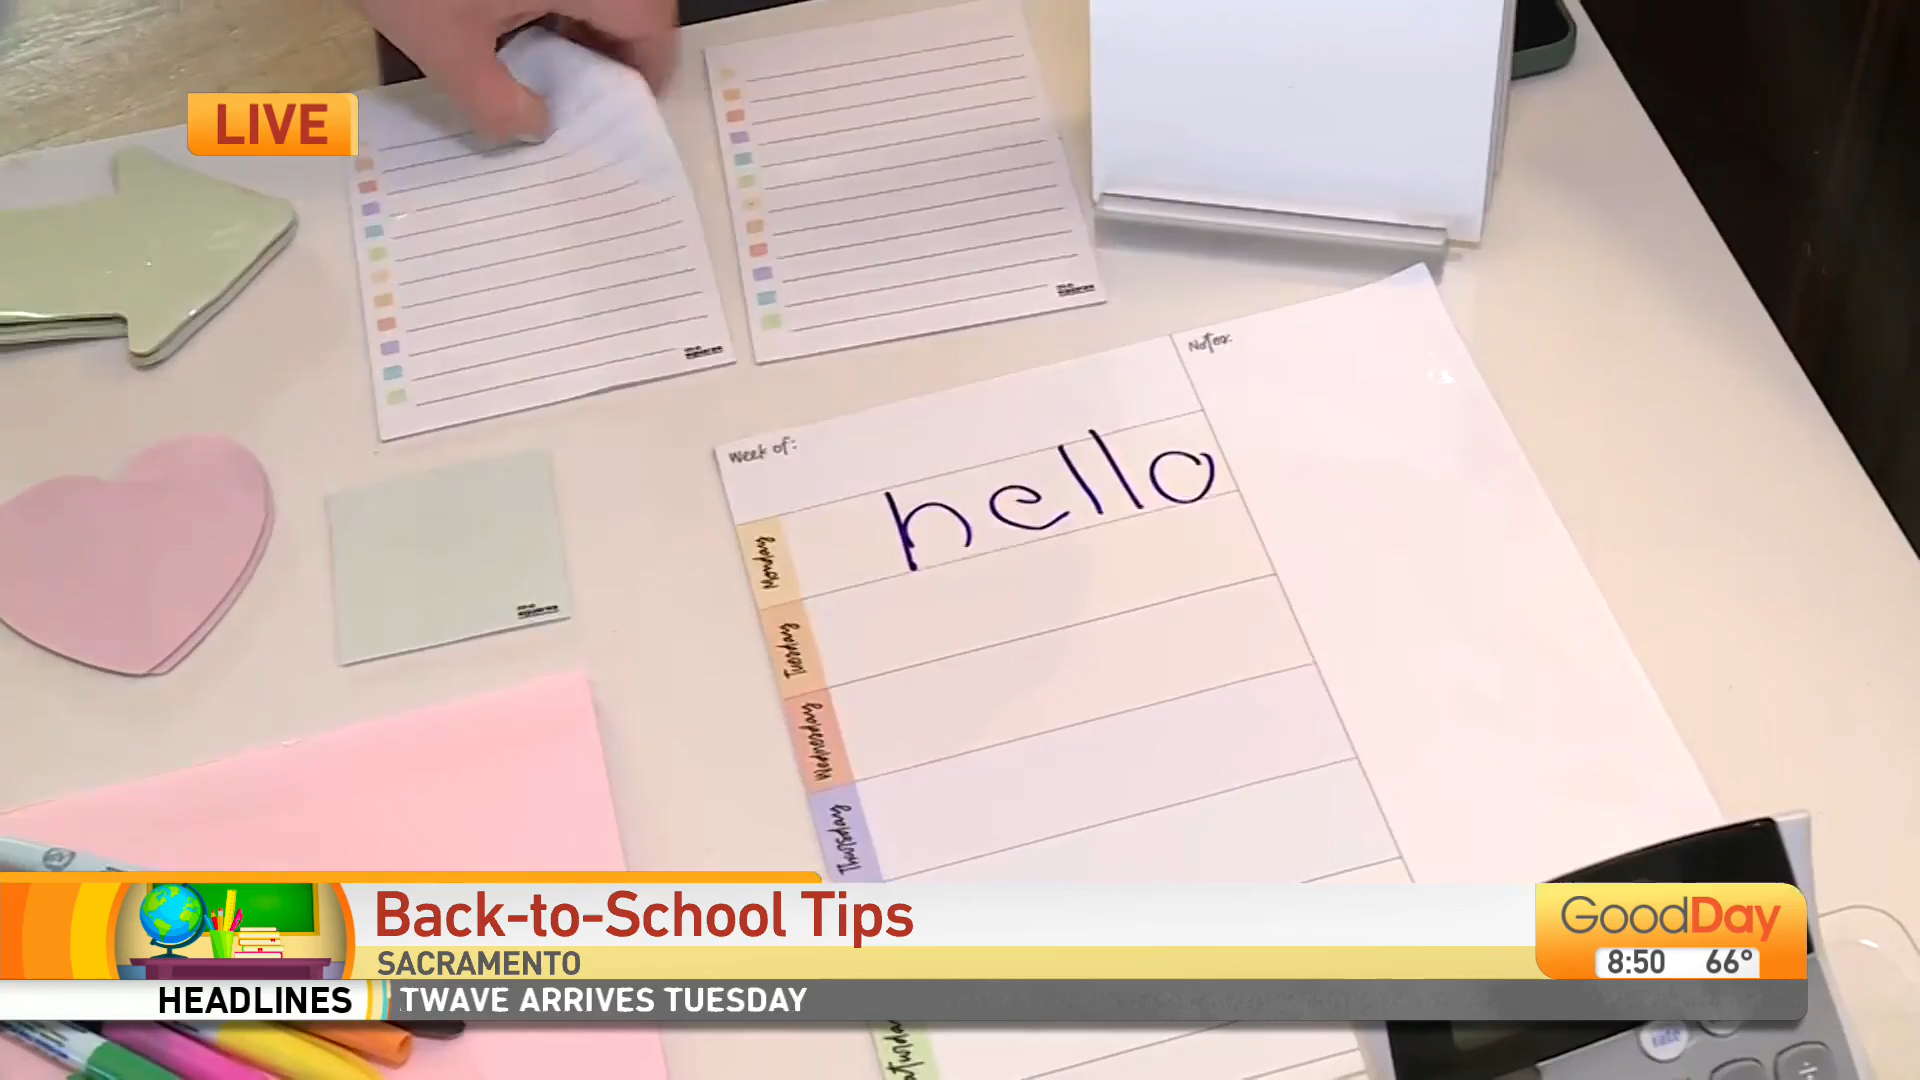 LIVE
Notes:
Week of:
hello
Monday
Tuesday
Wednesday
Thursday
Back-to-School Tips
SACRAMENTO
GoodDay
8:50 66°
HEADLINES TWAVE ARRIVES TUESDAY